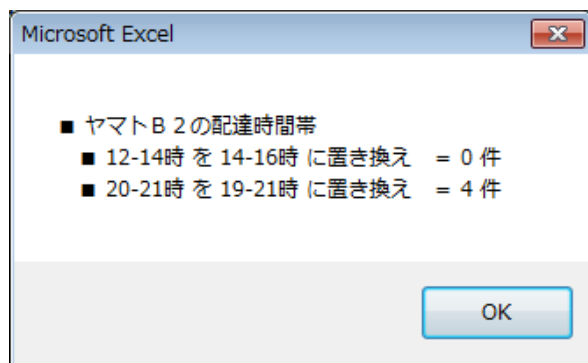 Microsoft Excel
■ ヤマトB２の配達時間帯
■ 12-14時 を 14-16時 に置き換え　= 0 件
■ 20-21時 を 19-21時 に置き換え　= 4 件
OK